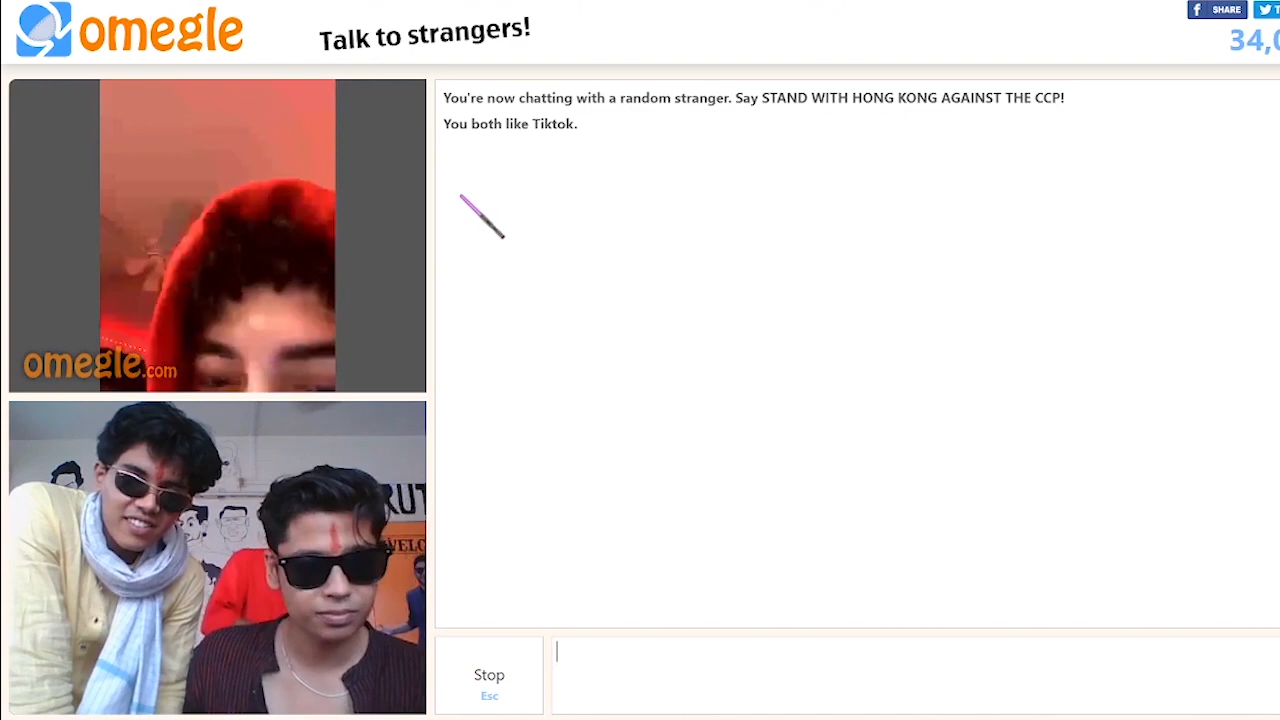 omegle
Talk to strangers!
SHARE
34,0
You're now chatting with a random stranger. Say STAND WITH HONG KONG AGAINST THE CCP!
You both like Tiktok.
omegle.com
Stop
Esc